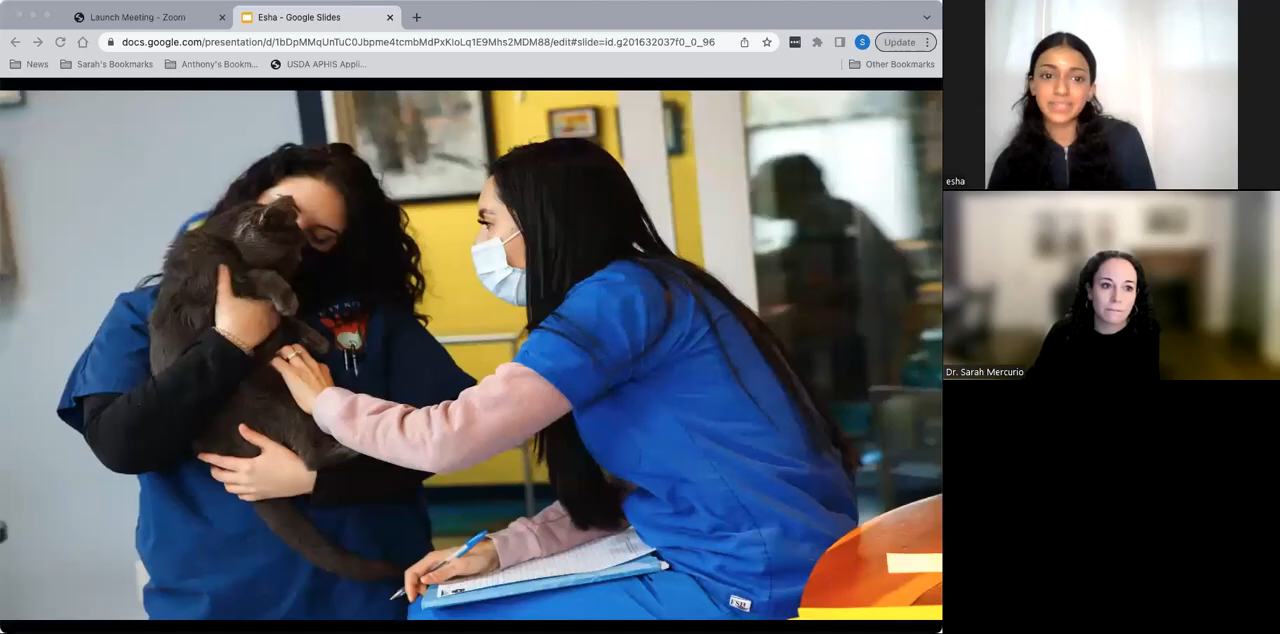 Launch Meeting - Zoom
Esha - Google Slides
docs.google.com/presentation/d/1bDpMMqUnTuC0Jbpme4tcmbMdPxKIoLq1E9Mhs2MDM88/edit#slide=id.g201632037f0_0_96
S
Update
News
Sarah's Bookmarks
Anthony's Bookm...
USDA APHIS Appli...
Other Bookmarks
esha
Dr. Sarah Mercurio